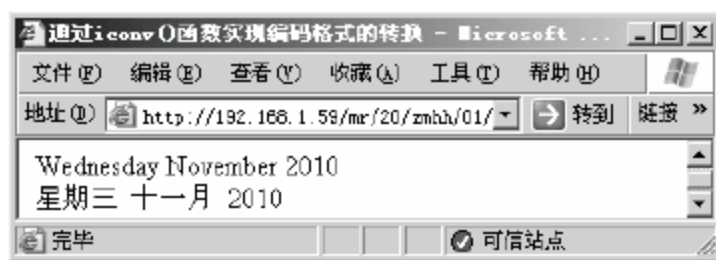 通过iconv()函数实现编码格式的转换 - Microsoft ...
文件(F) 编辑(E) 查看(V) 收藏(A) 工具(T) 帮助(H)
地址(D) http://192.168.1.59/mr/20/zmhh/01/ 转到 链接 »
Wednesday November 2010
星期三 十一月 2010
完毕 可信站点